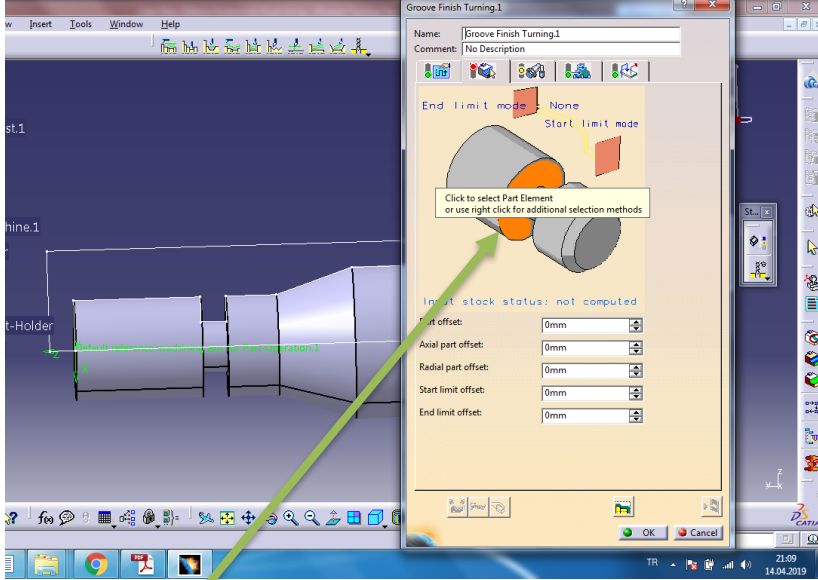 Groove Finish Turning.1
w Insert Tools Window Help
Name: Groove Finish Turning.1
Comment: No Description
End limit mode : None
Start limit mode
Click to select Part Element
or use right click for additional selection methods
st.1
St...
hine.1
t-Holder
Z
Input stock status: not computed
Part offset: 0mm
Axial part offset: 0mm
Radial part offset: 0mm
Start limit offset: 0mm
End limit offset: 0mm
z
y x
f(x)
OK Cancel
CATIA
TR 21:09
14.04.2019